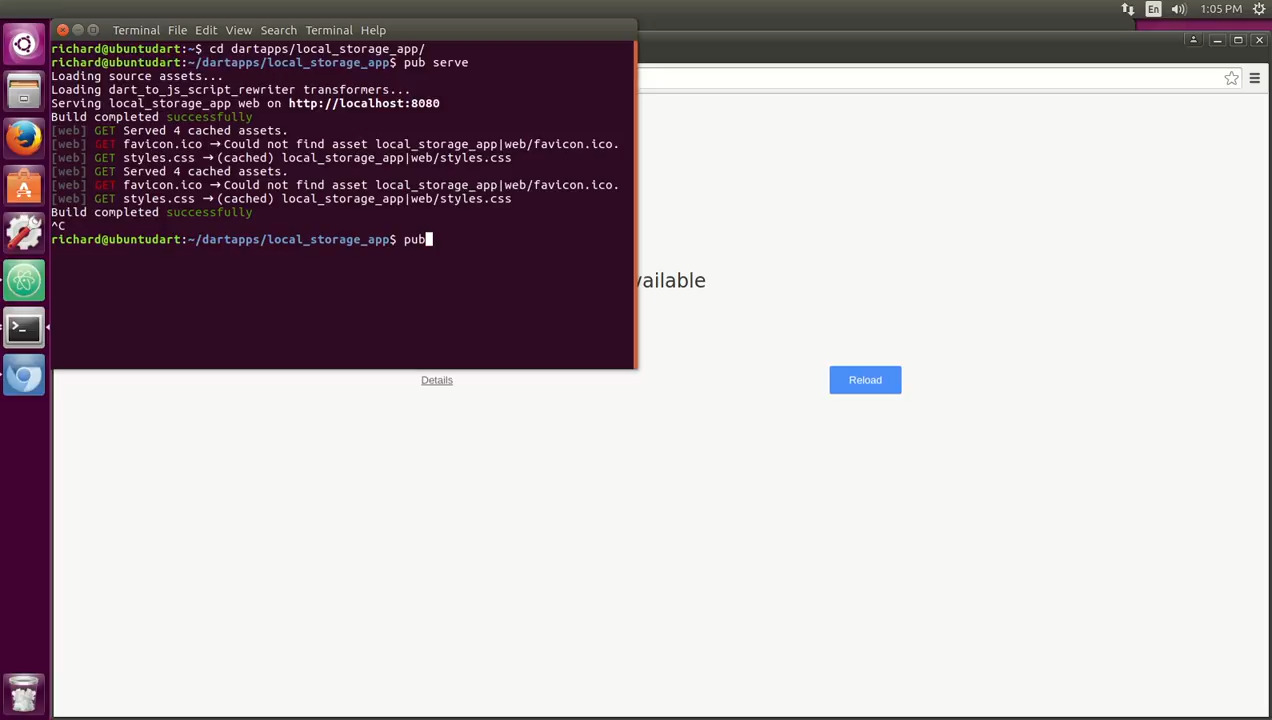 Terminal File Edit View Search Terminal Help
En 1:05 PM
richard@ubuntudart:~$ cd dartapps/local_storage_app/
richard@ubuntudart:~/dartapps/local_storage_app$ pub serve
Loading source assets...
Loading dart_to_js_script_rewriter transformers...
Serving local_storage_app web on http://localhost:8080
Build completed successfully
[web] GET Served 4 cached assets.
[web] GET favicon.ico → Could not find asset local_storage_app|web/favicon.ico.
[web] GET styles.css → (cached) local_storage_app|web/styles.css
[web] GET Served 4 cached assets.
[web] GET favicon.ico → Could not find asset local_storage_app|web/favicon.ico.
[web] GET styles.css → (cached) local_storage_app|web/styles.css
Build completed successfully
^C
richard@ubuntudart:~/dartapps/local_storage_app$ pub
vailable
Details
Reload